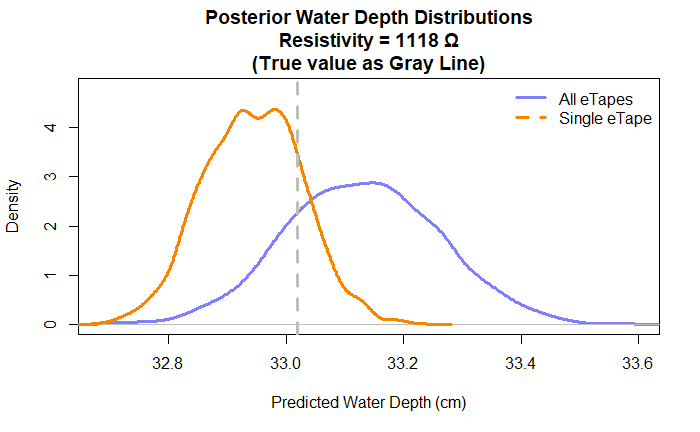 Posterior Water Depth Distributions
Resistivity = 1118 Ω
(True value as Gray Line)
All eTapes
Single eTape
Density
4
3
2
1
0
32.8 33.0 33.2 33.4 33.6
Predicted Water Depth (cm)